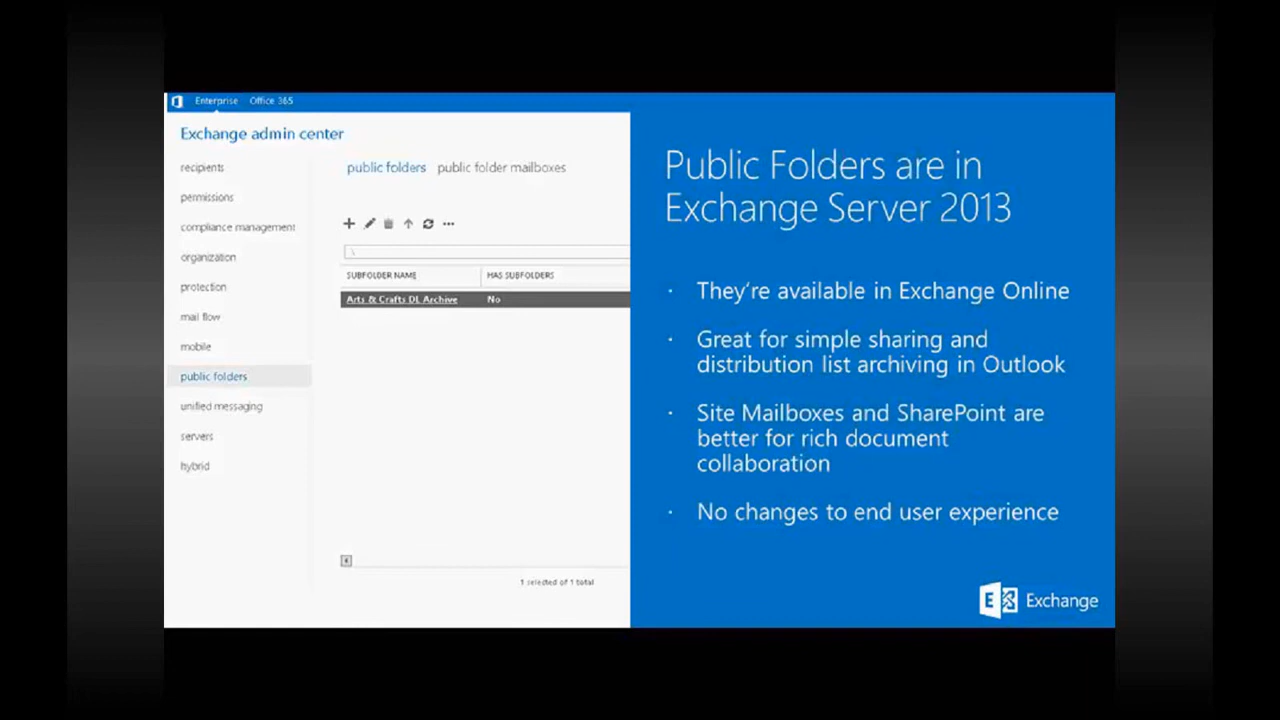 Enterprise Office 365
Exchange admin center
recipients
permissions
compliance management
organization
protection
mail flow
mobile
public folders
unified messaging
servers
hybrid
public folders public folder mailboxes
\
SUBFOLDER NAME HAS SUBFOLDERS
Arts & Crafts DL Archive No
1 selected of 1 total
Public Folders are in
Exchange Server 2013
· They're available in Exchange Online
· Great for simple sharing and
distribution list archiving in Outlook
· Site Mailboxes and SharePoint are
better for rich document
collaboration
· No changes to end user experience
E Exchange